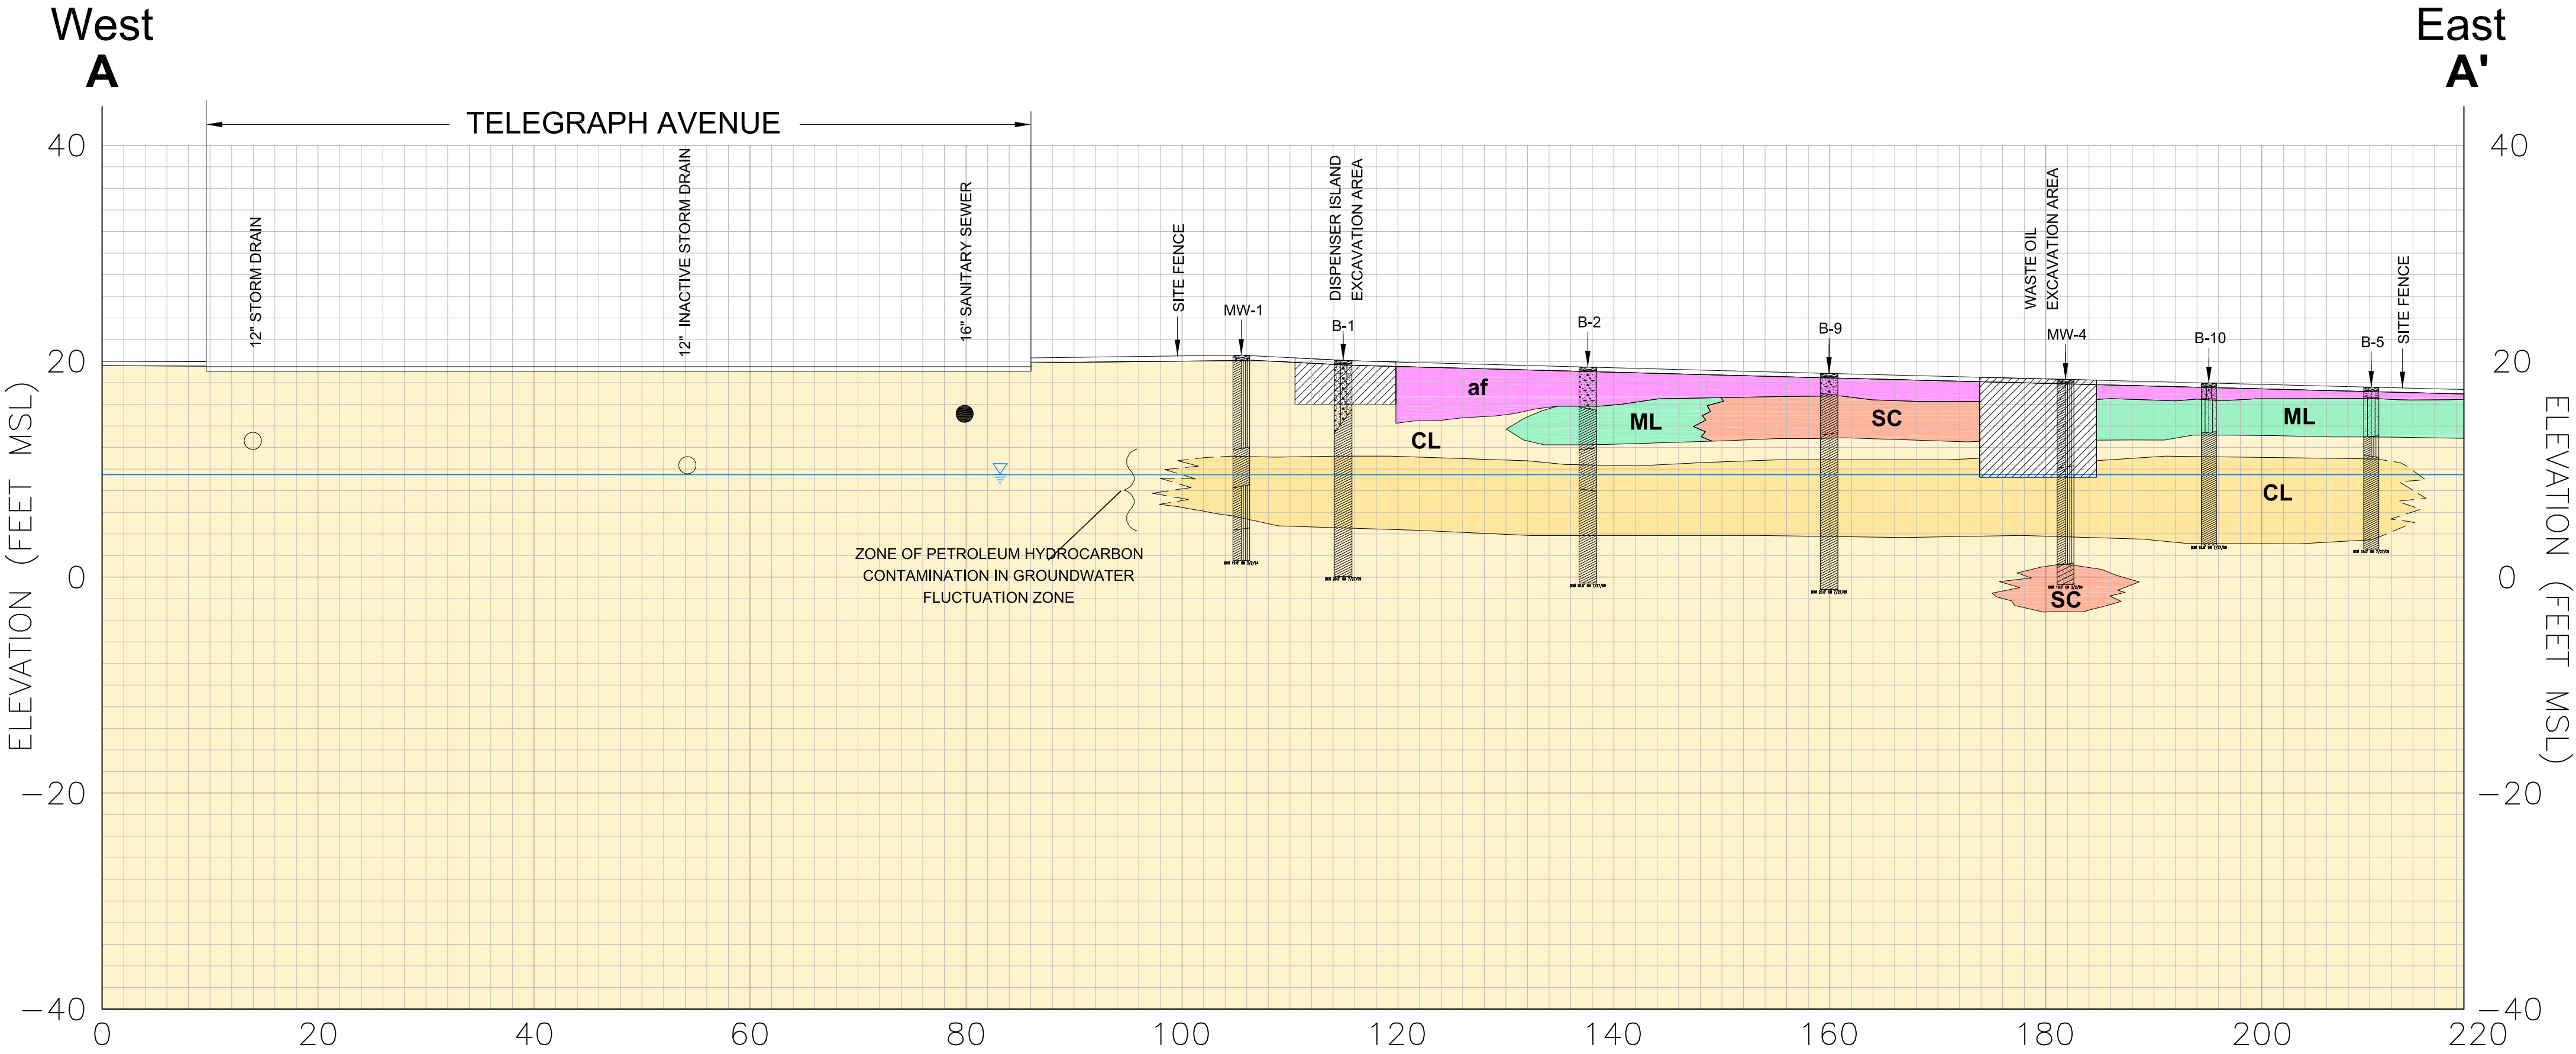 West
East
A
A'
TELEGRAPH AVENUE
40
40
12" STORM DRAIN
12" INACTIVE STORM DRAIN
16" SANITARY SEWER
SITE FENCE
MW-1
DISPENSER ISLAND
EXCAVATION AREA
B-1
B-2
B-9
WASTE OIL
EXCAVATION AREA
MW-4
B-10
B-5
SITE FENCE
20
20
af
ML
SC
ML
CL
CL
ZONE OF PETROLEUM HYDROCARBON
CONTAMINATION IN GROUNDWATER
FLUCTUATION ZONE
0
0
SC
−20
−20
−40
−40
ELEVATION (FEET MSL)
ELEVATION (FEET MSL)
0
20
40
60
80
100
120
140
160
180
200
220